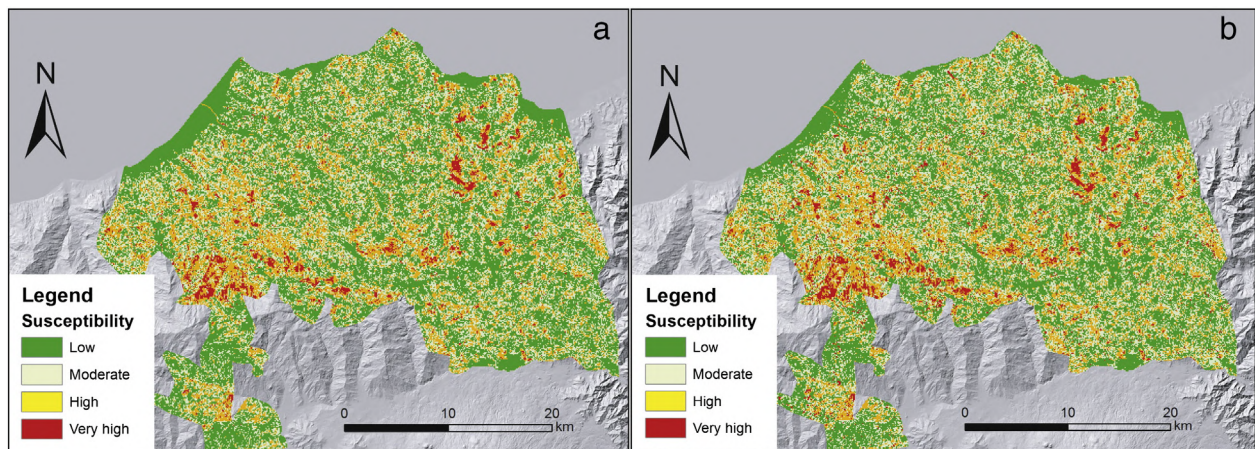 a
N
Legend
Susceptibility
Low
Moderate
High
Very high
0 10 20
km
b
N
Legend
Susceptibility
Low
Moderate
High
Very high
0 10 20
km